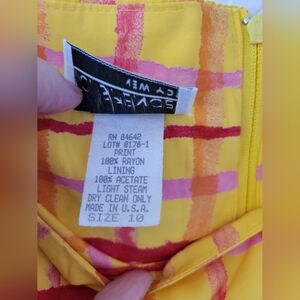 RN 84642
LOT# 0178-1
PRINT
100% RAYON
LINING
100% ACETATE
LIGHT STEAM
DRY CLEAN ONLY
MADE IN U.S.A.
SIZE 10